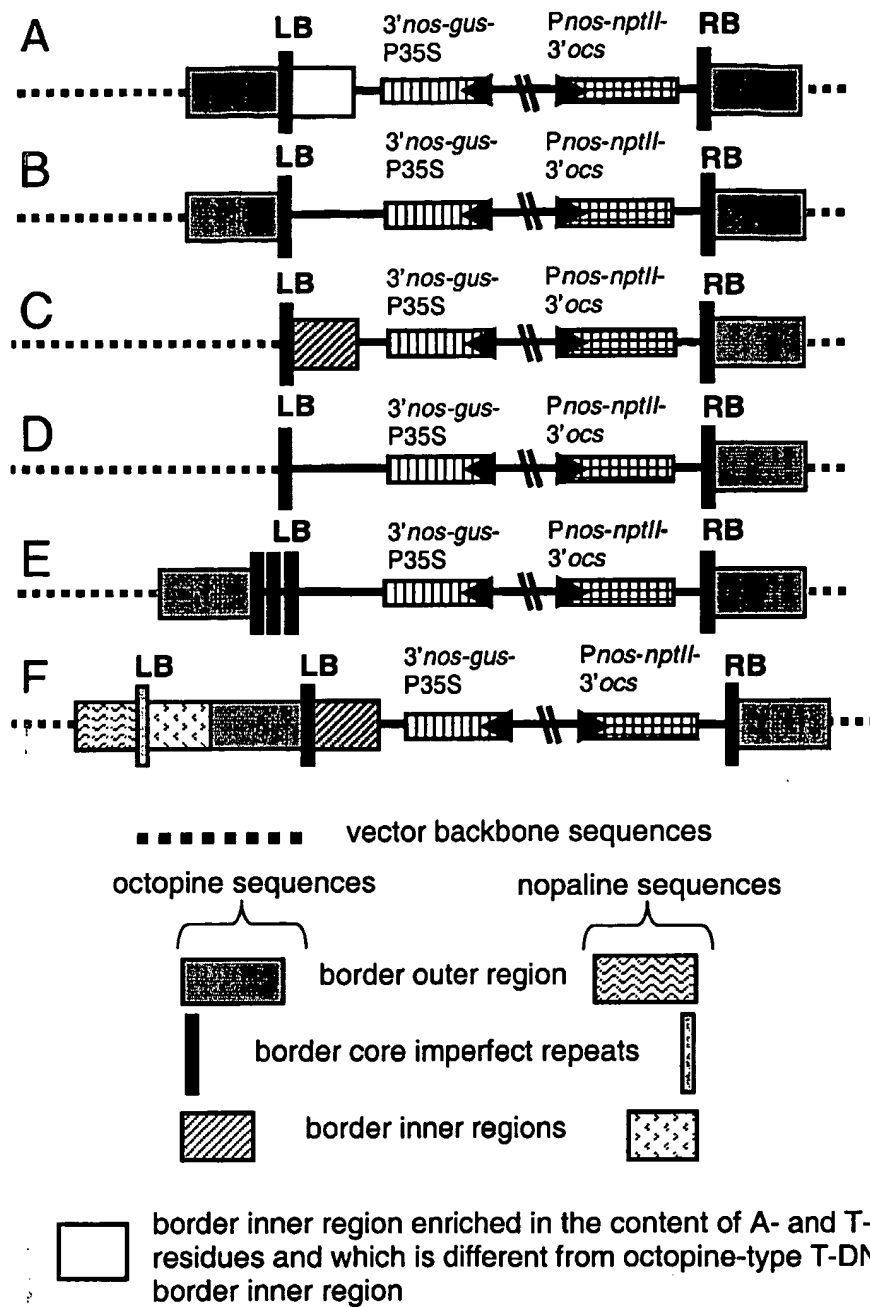 A
LB
3'nos-gus-
P35S
Pnos-nptII-
3'ocs
RB
B
LB
3'nos-gus-
P35S
Pnos-nptII-
3'ocs
RB
C
LB
3'nos-gus-
P35S
Pnos-nptII-
3'ocs
RB
D
LB
3'nos-gus-
P35S
Pnos-nptII-
3'ocs
RB
E
LB
3'nos-gus-
P35S
Pnos-nptII-
3'ocs
RB
F
LB
LB
3'nos-gus-
P35S
Pnos-nptII-
3'ocs
RB
vector backbone sequences
octopine sequences
nopaline sequences
border outer region
border core imperfect repeats
border inner regions
border inner region enriched in the content of A- and T-
residues and which is different from octopine-type T-DN
border inner region